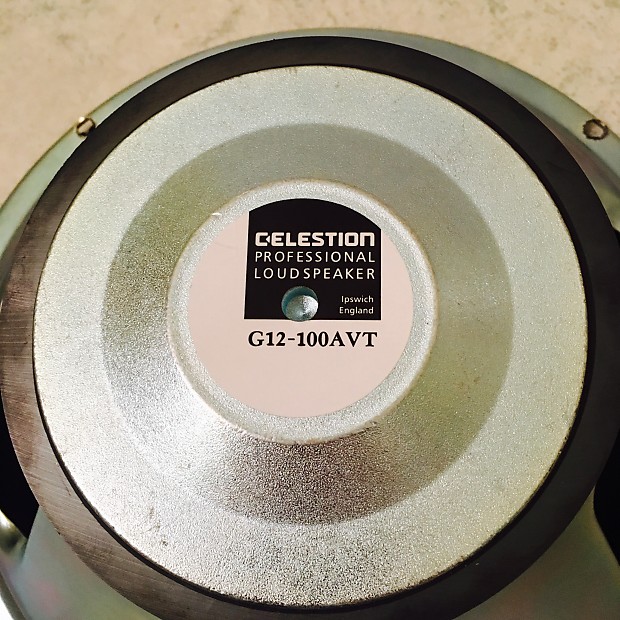 CELESTION
PROFESSIONAL
LOUDSPEAKER
Ipswich
England
G12-100AVT